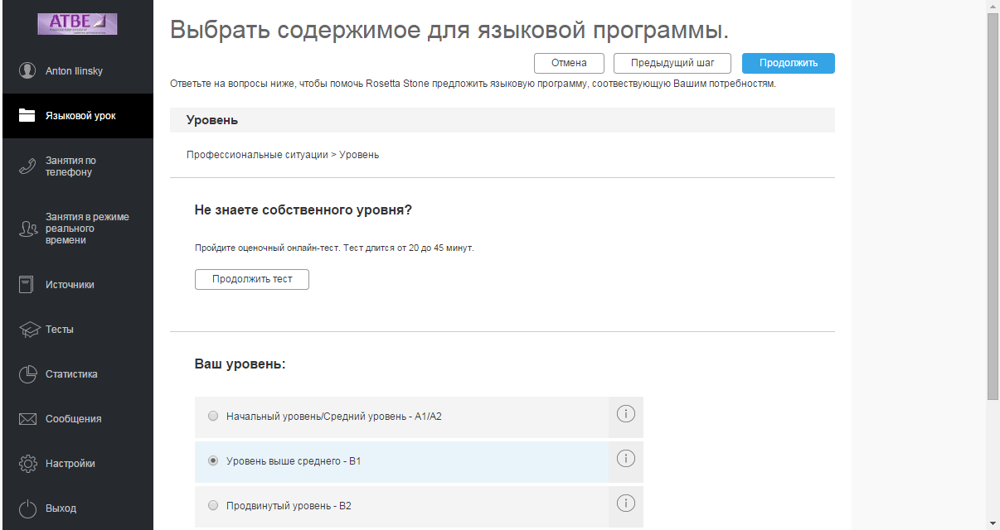 ATBE
Anton Ilinsky
Языковой урок
Занятия по
телефону
Занятия в режиме
реального
времени
Источники
Тесты
Статистика
Сообщения
Настройки
Выход
Выбрать содержимое для языковой программы.
Отмена
Предыдущий шаг
Продолжить
Ответьте на вопросы ниже, чтобы помочь Rosetta Stone предложить языковую программу, соотвествующую Вашим потребностям.
Уровень
Профессиональные ситуации > Уровень
Не знаете собственного уровня?
Пройдите оценочный онлайн-тест. Тест длится от 20 до 45 минут.
Продолжить тест
Ваш уровень:
Начальный уровень/Средний уровень - A1/A2
Уровень выше среднего - B1
Продвинутый уровень - B2